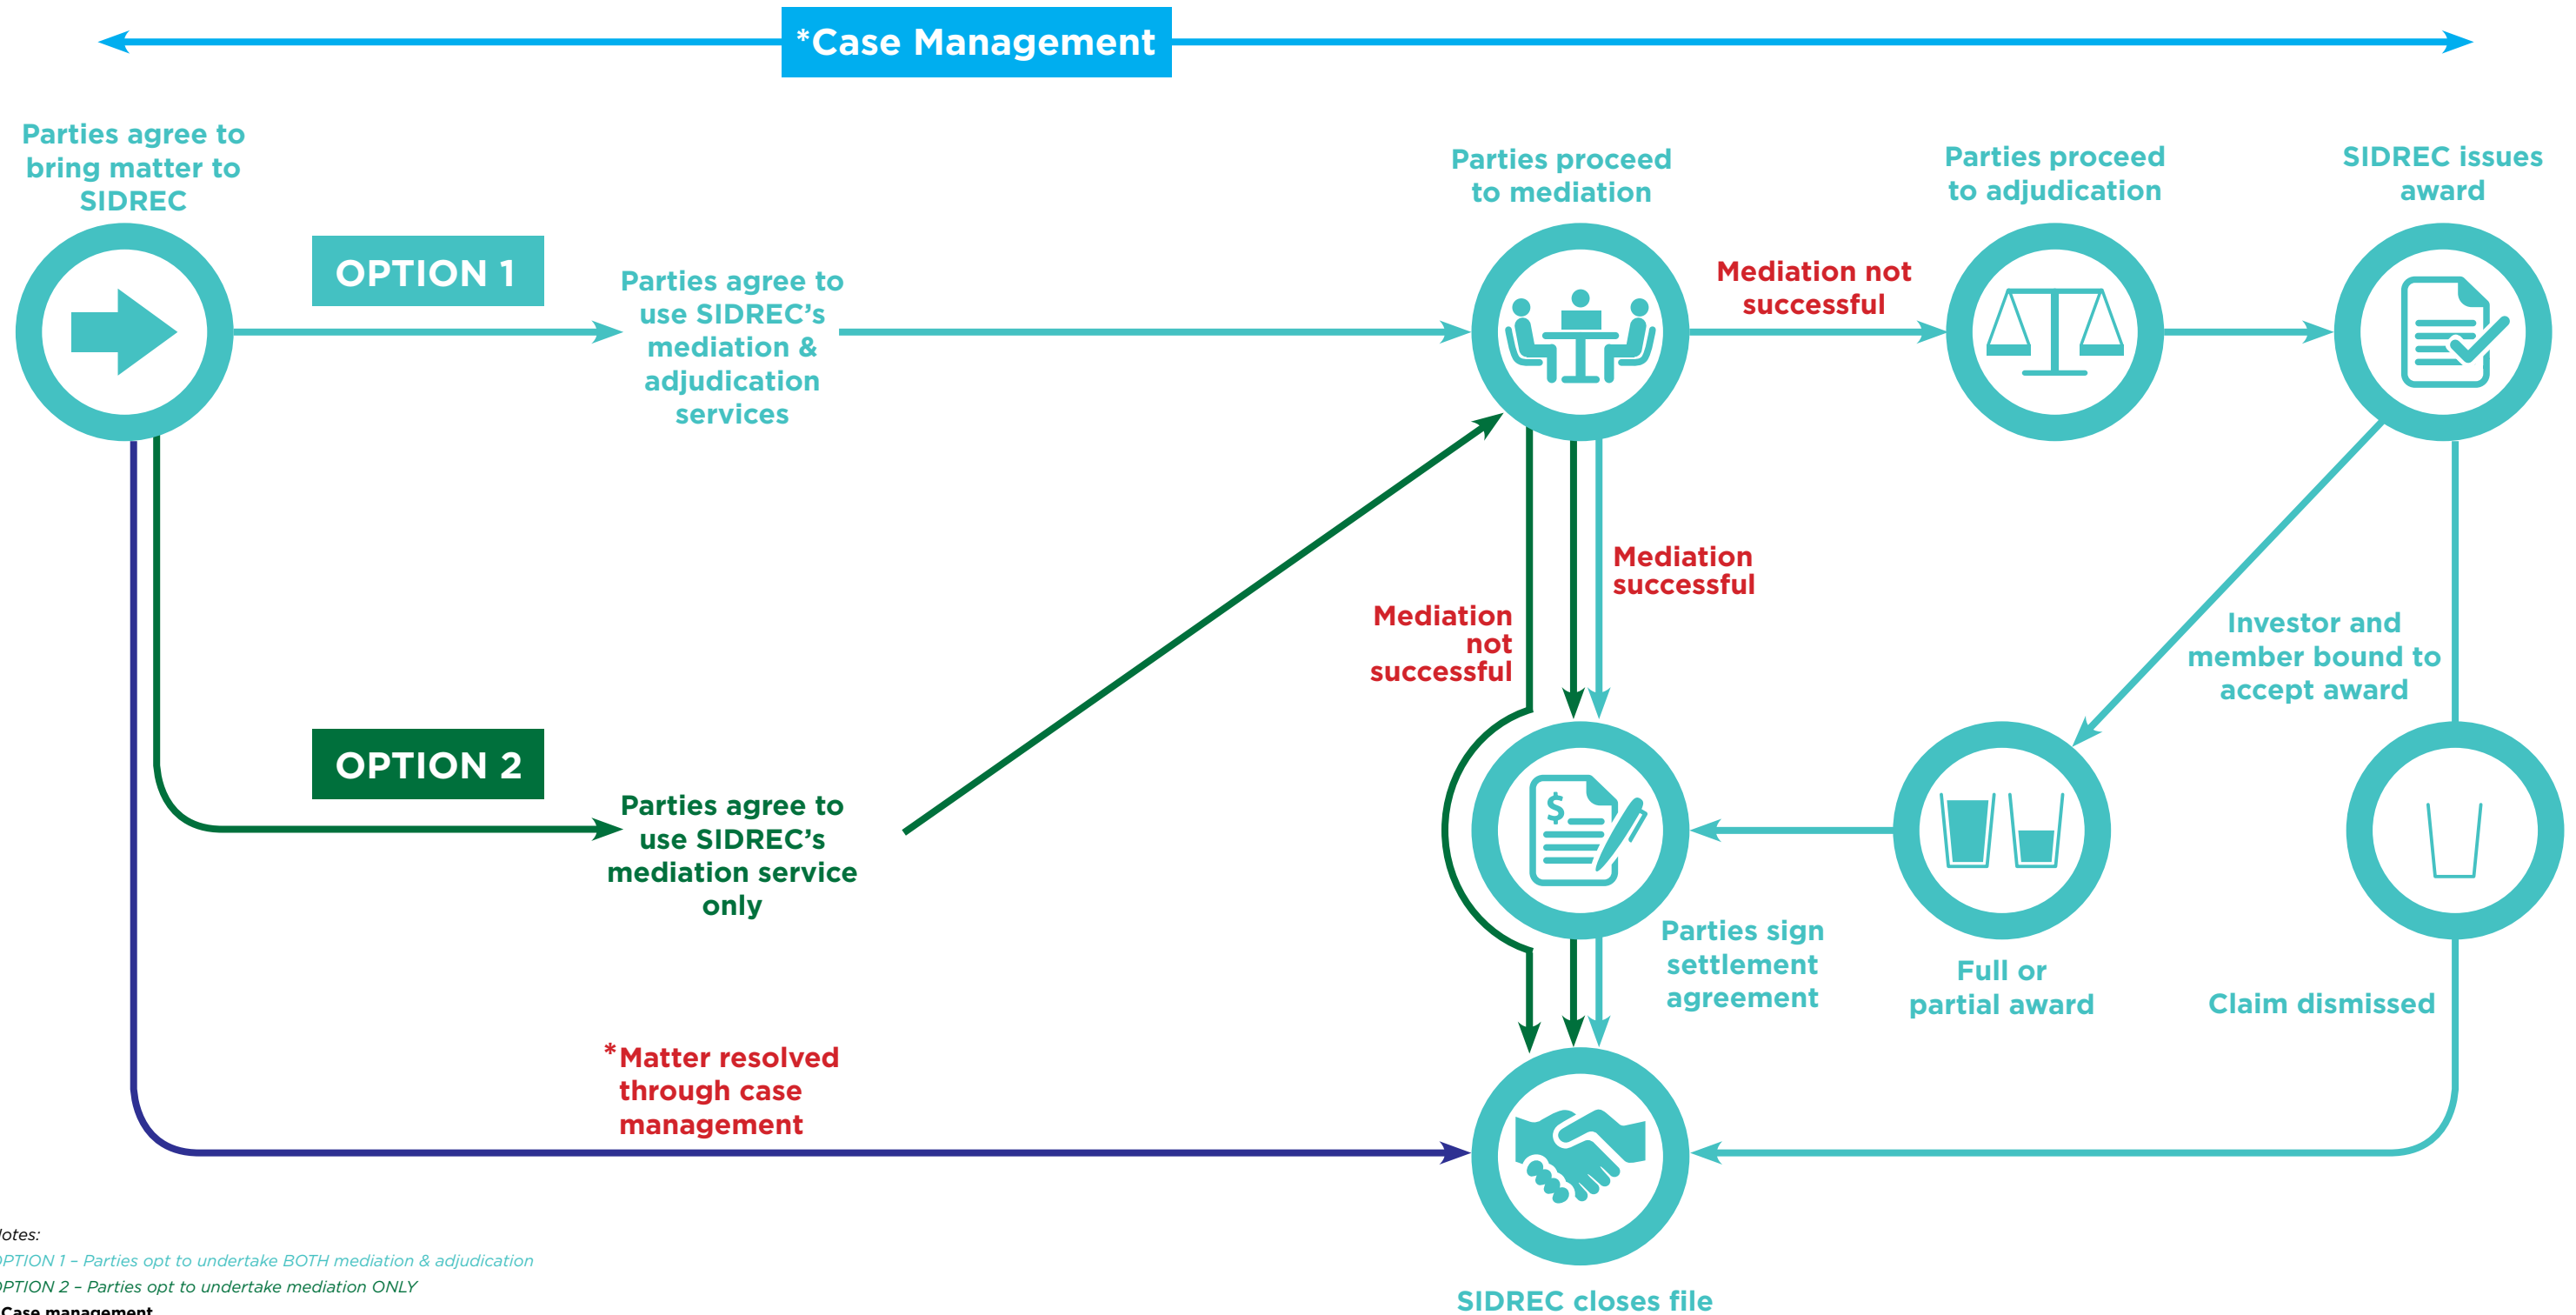 *Case Management
Parties agree to
bring matter to
SIDREC
OPTION 1
Parties agree to
use SIDREC’s
mediation &
adjudication
services
Parties proceed
to mediation
Mediation not
successful
Parties proceed
to adjudication
SIDREC issues
award
Mediation
successful
Mediation
not
successful
Investor and
member bound to
accept award
OPTION 2
Parties agree to
use SIDREC’s
mediation service
only
$
Parties sign
settlement
agreement
Full or
partial award
Claim dismissed
*Matter resolved
through case
management
SIDREC closes file
otes:
PTION 1 – Parties opt to undertake BOTH mediation & adjudication
PTION 2 – Parties opt to undertake mediation ONLY
Case management